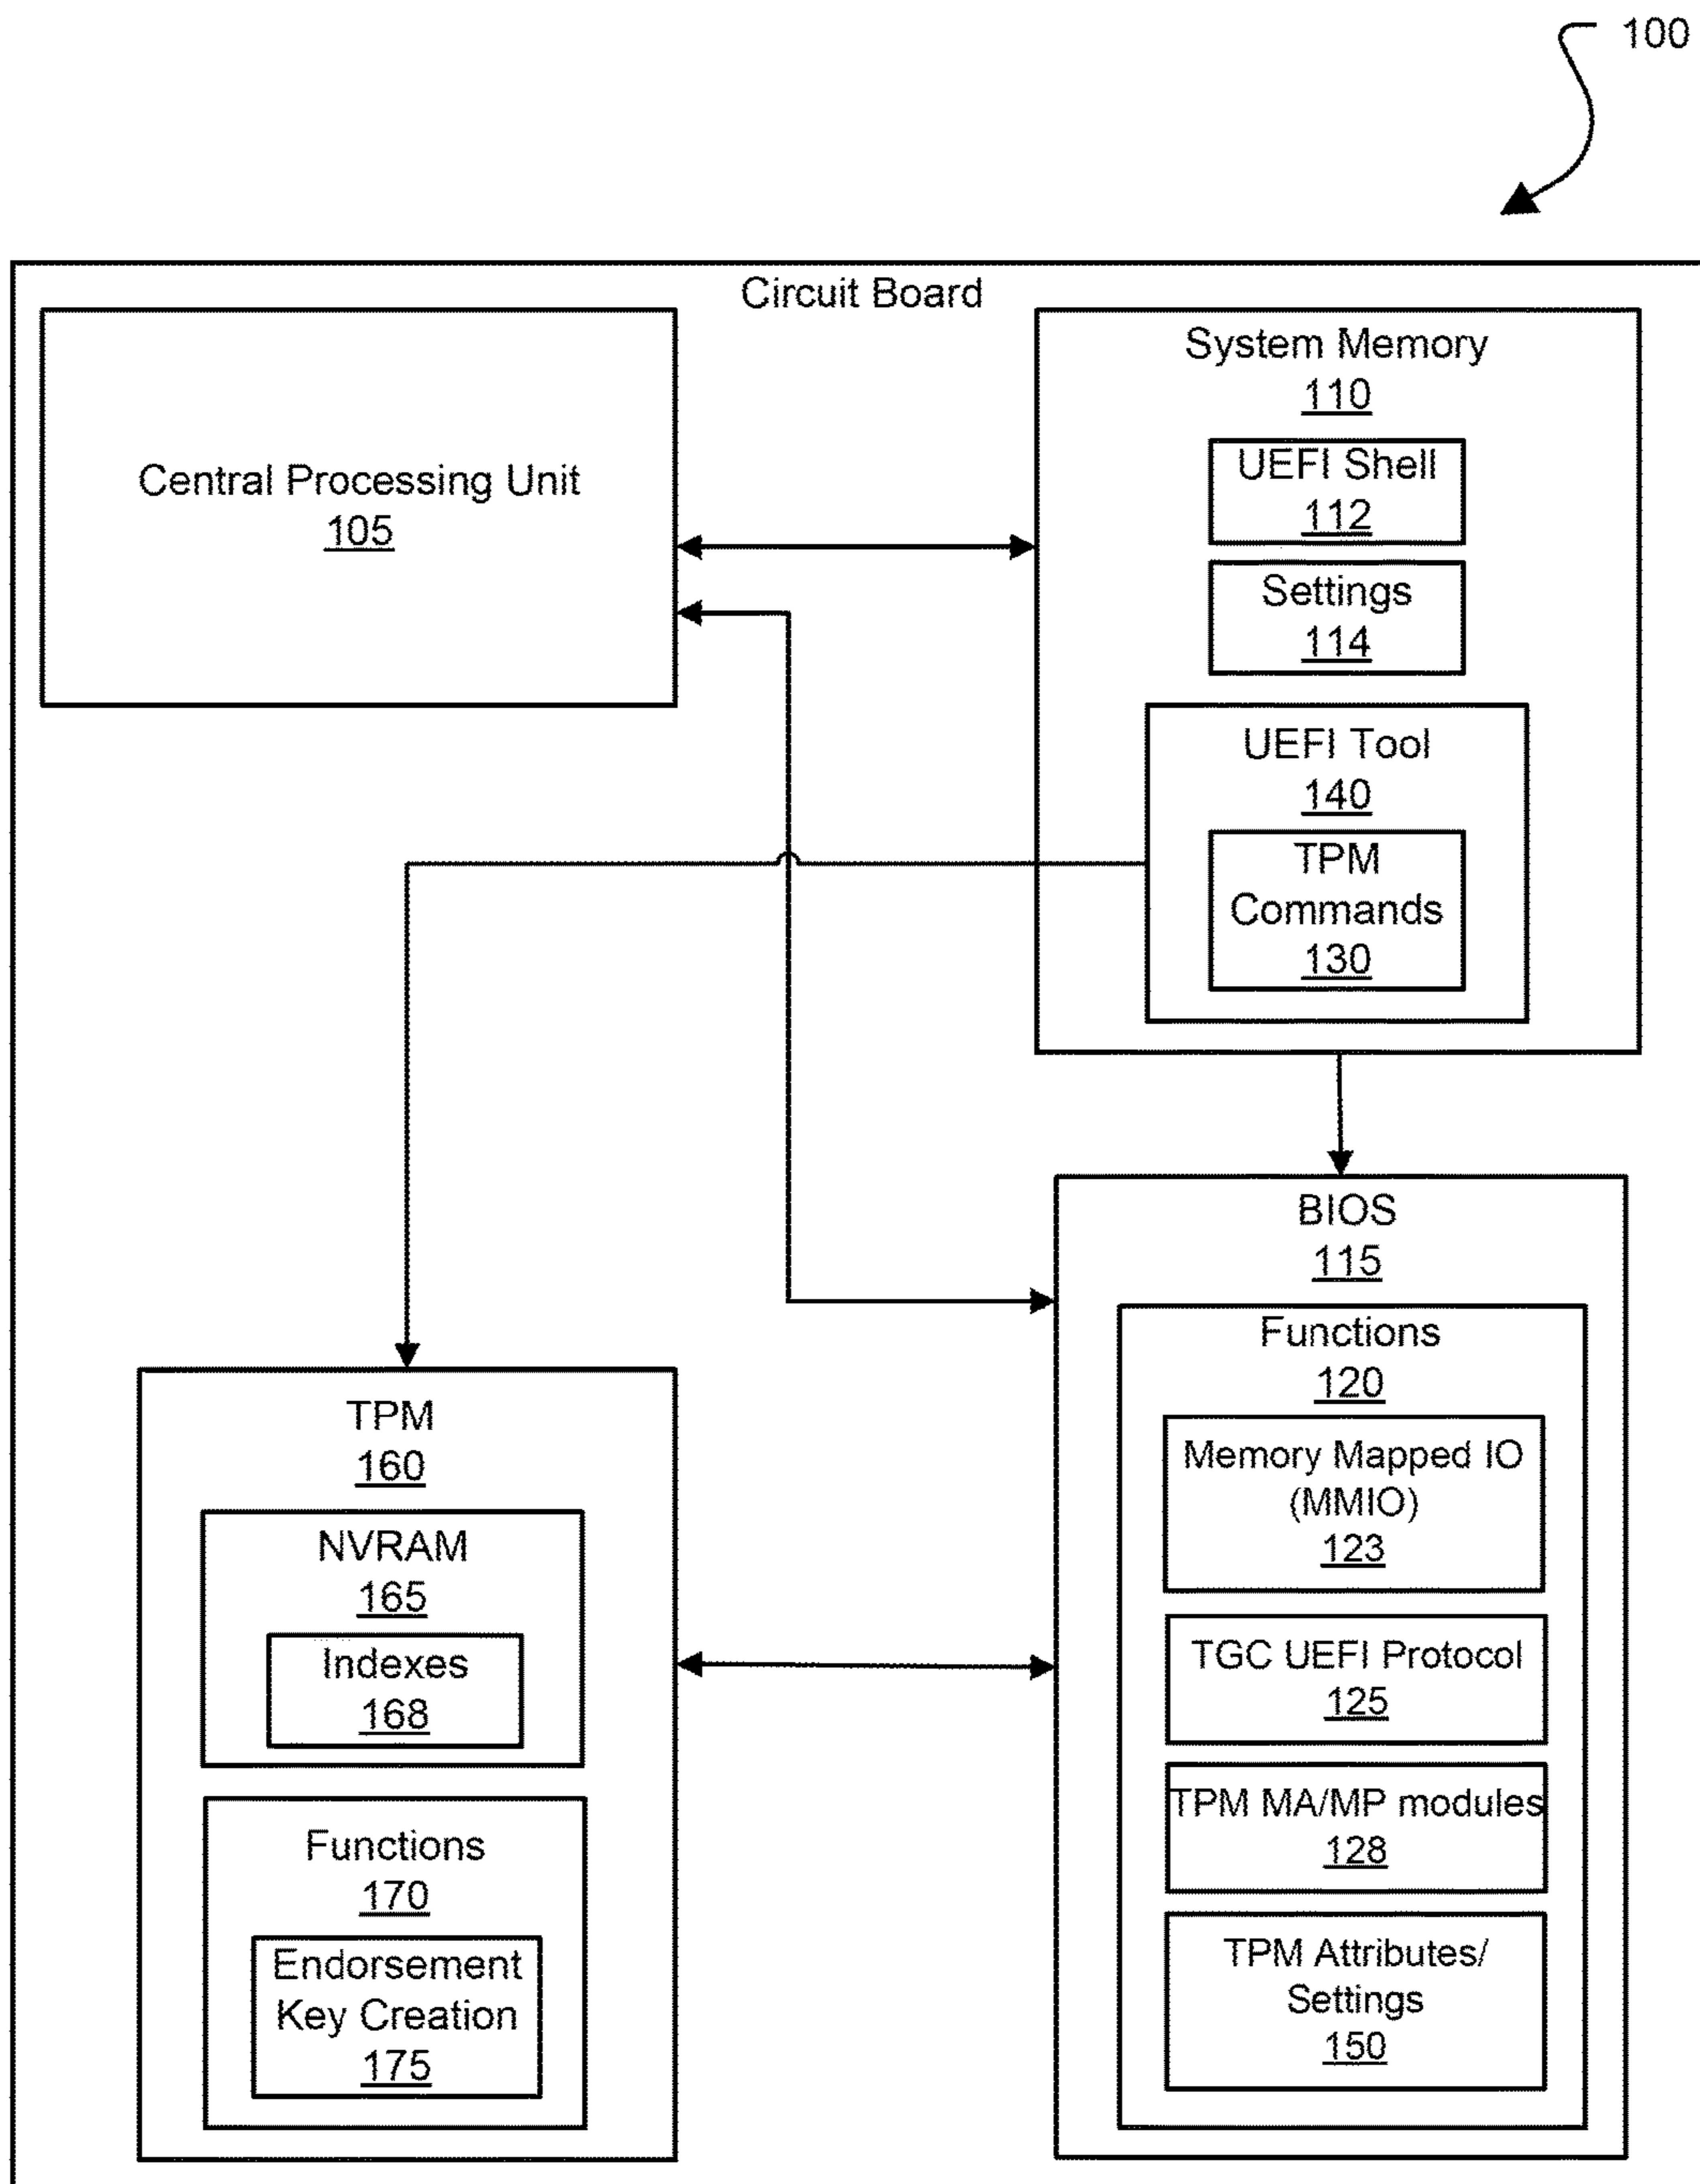 100
Circuit Board
Central Processing Unit
105
System Memory
110
UEFI Shell
112
Settings
114
UEFI Tool
140
TPM
Commands
130
BIOS
115
Functions
120
Memory Mapped IO
(MMIO)
123
TGC UEFI Protocol
125
TPM MA/MP modules
128
TPM Attributes/
Settings
150
TPM
160
NVRAM
165
Indexes
168
Functions
170
Endorsement
Key Creation
175